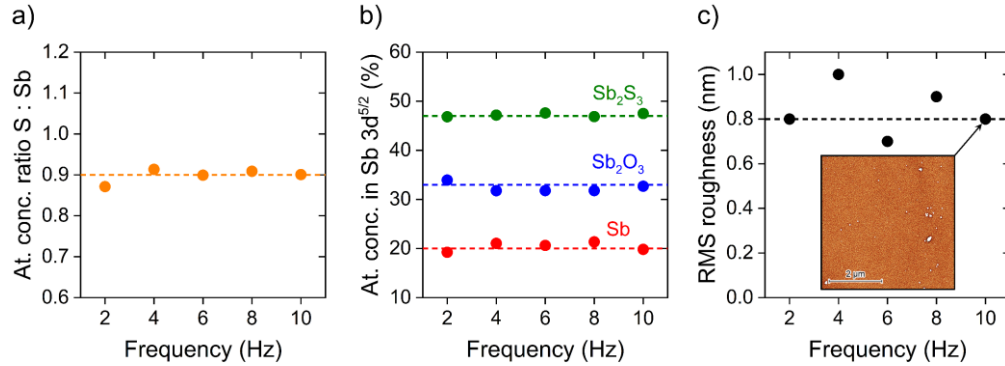 a)
At. conc. ratio S : Sb
1.2
1.1
1.0
0.9
0.8
0.7
0.6
2 4 6 8 10
Frequency (Hz)
b)
At. conc. in Sb 3d5/2 (%)
60
50
40
30
20
10
Sb2S3
Sb2O3
Sb
2 4 6 8 10
Frequency (Hz)
c)
RMS roughness (nm)
1.0
0.8
0.6
0.4
0.2
0.0
2 µm
2 4 6 8 10
Frequency (Hz)